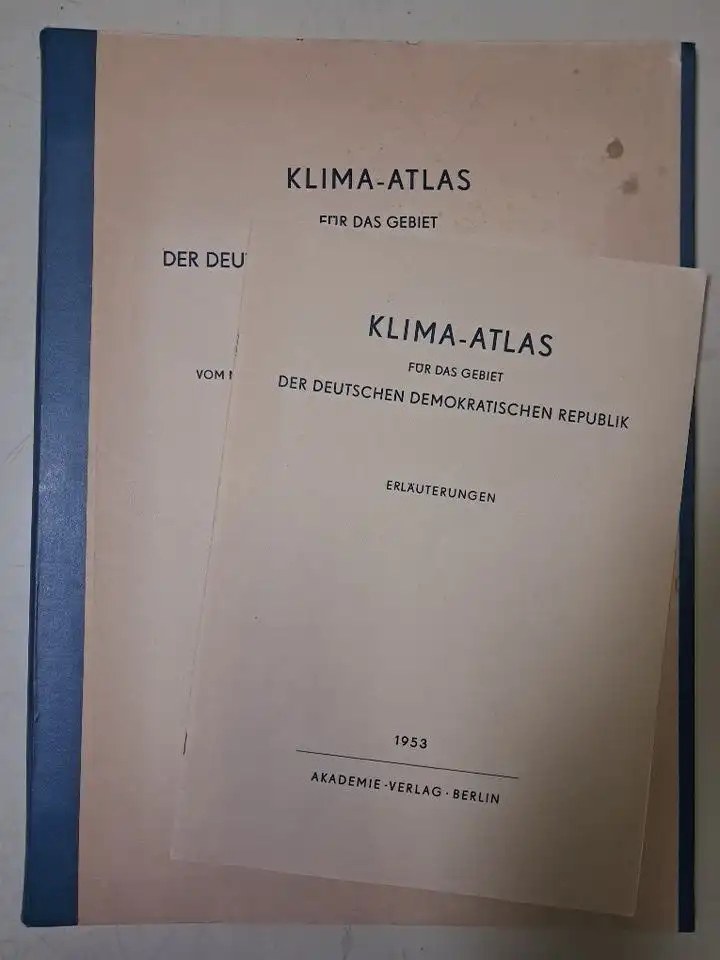 KLIMA-ATLAS
FÜR DAS GEBIET
DER
VOM
KLIMA-ATLAS
FÜR DAS GEBIET
DER DEUTSCHEN DEMOKRATISCHEN REPUBLIK
ERLÄUTERUNGEN
1953
AKADEMIE-VERLAG · BERLIN